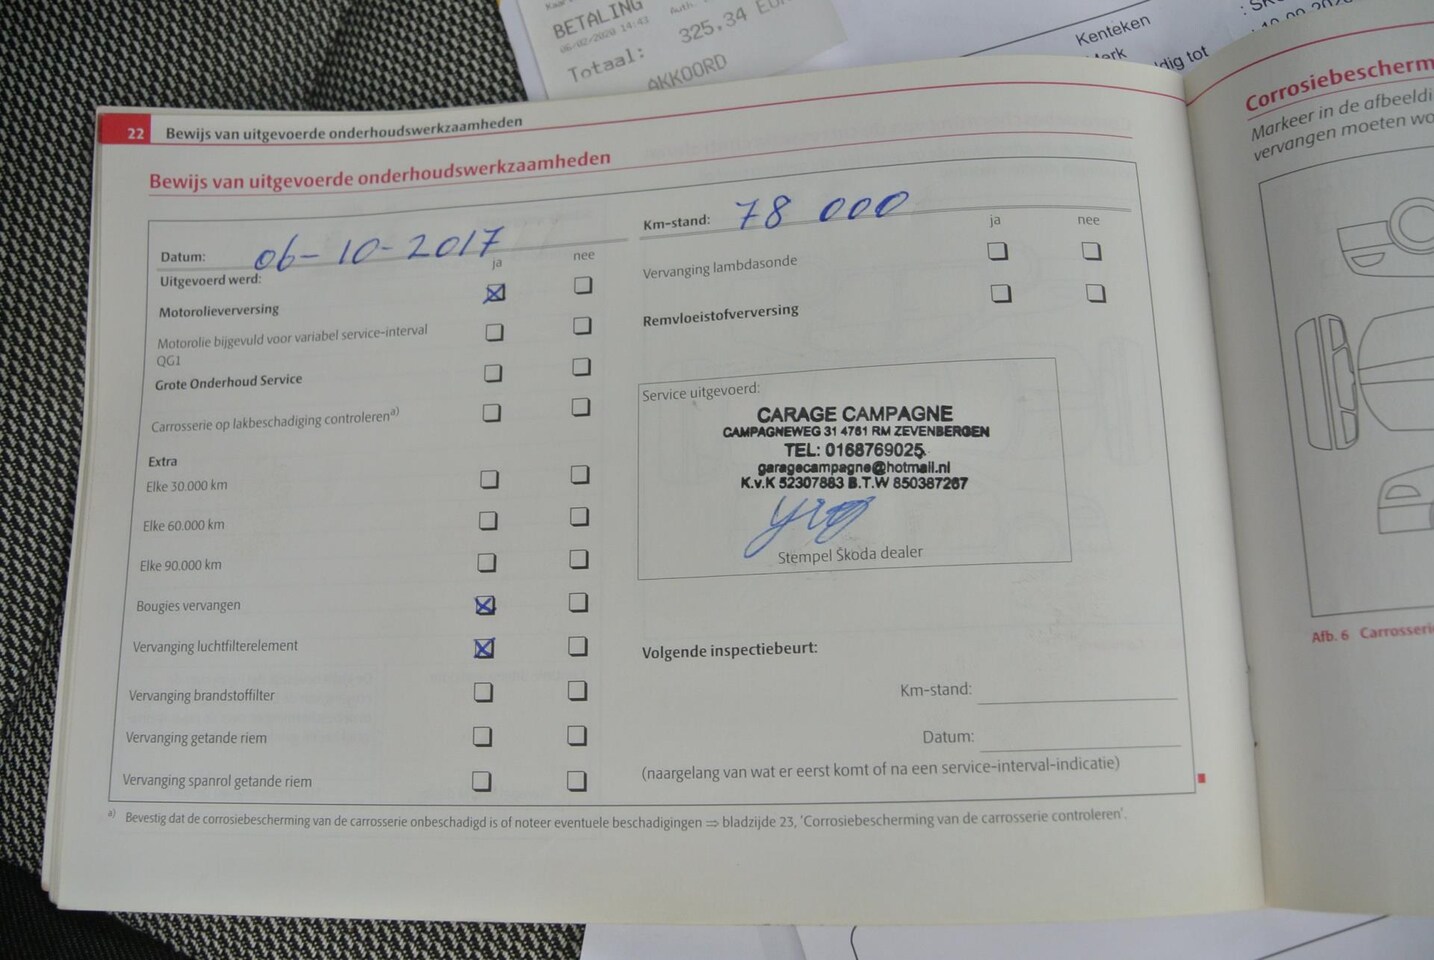 BETALING
06/02/2020 14:43
Totaal: 325,34
AKKOORD
Kenteken
dig tot
22 Bewijs van uitgevoerde onderhoudswerkzaamheden
Bewijs van uitgevoerde onderhoudswerkzaamheden
Datum: 06-10-2017
Uitgevoerd werd:
ja nee
Motorolieverversing
Motorolie bijgevuld voor variabel service-interval
QG1
Grote Onderhoud Service
Carrosserie op lakbeschadiging controleren a)
Extra
Elke 30.000 km
Elke 60.000 km
Elke 90.000 km
Bougies vervangen
Vervanging luchtfilterelement
Vervanging brandstoffilter
Vervanging getande riem
Vervanging spanrol getande riem
Km-stand: 78 000
ja nee
Vervanging lambdasonde
Remvloeistofverversing
Service uitgevoerd:
CARAGE CAMPAGNE
CAMPAGNEWEG 31 4761 RM ZEVENBERGEN
TEL: 0168769025
garagecampagne@hotmail.nl
K.v.K 52307883 B.T.W 850387267
Stempel Škoda dealer
Volgende inspectiebeurt:
Km-stand:
Datum:
(naargelang van wat er eerst komt of na een service-interval-indicatie)
a) Bevestig dat de corrosiebescherming van de carrosserie onbeschadigd is of noteer eventuele beschadigingen ⇒ bladzijde 23, 'Corrosiebescherming van de carrosserie controleren'.
Corrosiebescherm
Markeer in de afbeeldi
vervangen moeten wo
Afb. 6 Carrosseri